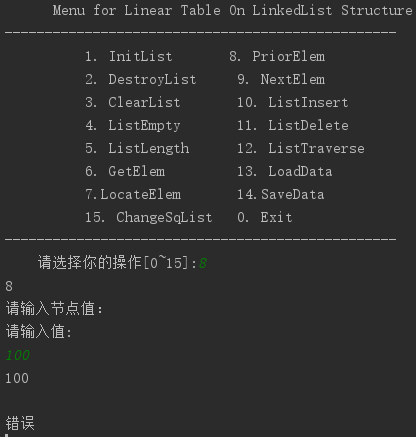 Menu for Linear Table On LinkedList Structure
-------------------------------------------------
1. InitList 8. PriorElem
2. DestroyList 9. NextElem
3. ClearList 10. ListInsert
4. ListEmpty 11. ListDelete
5. ListLength 12. ListTraverse
6. GetElem 13. LoadData
7.LocateElem 14.SaveData
15. ChangeSqList 0. Exit
-------------------------------------------------
请选择你的操作[0~15]:8
8
请输入节点值：
请输入值:
100
100
错误